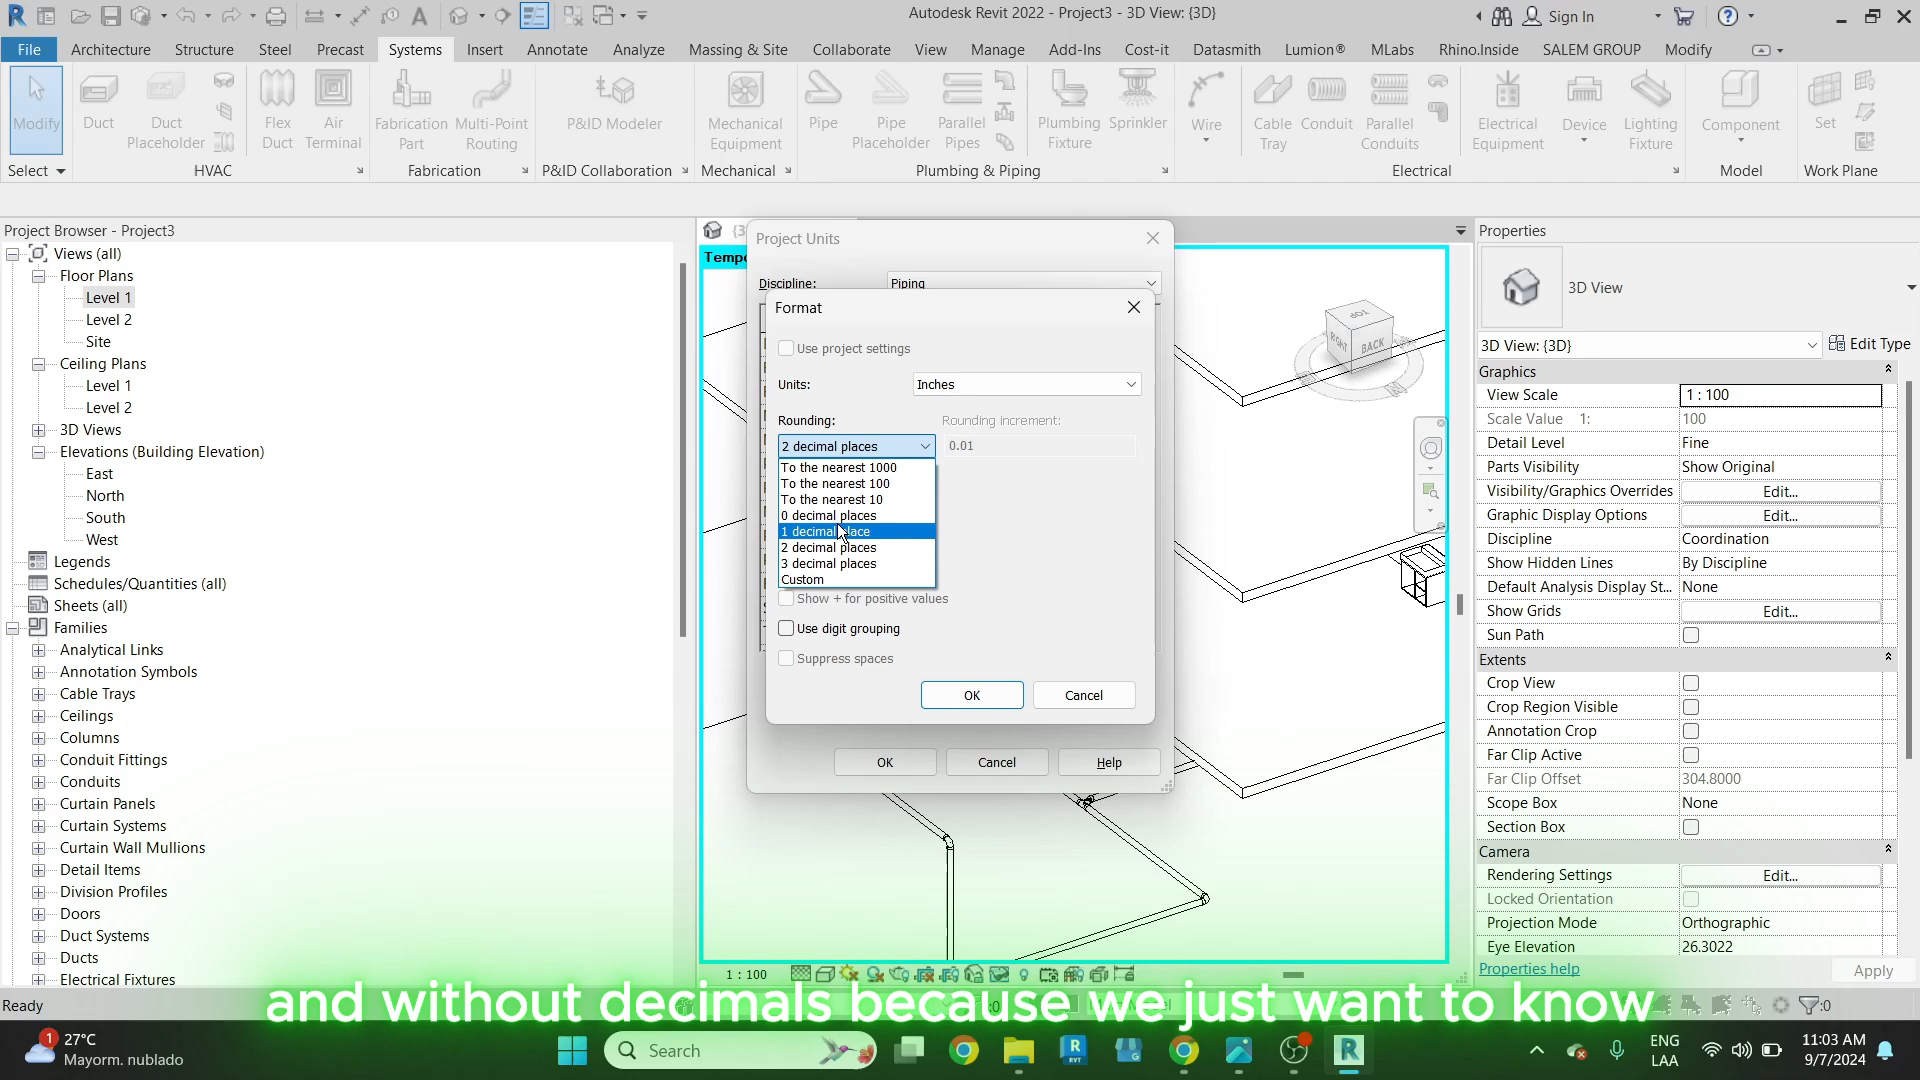 Autodesk Revit 2022 - Project3 - 3D View: {3D}
Sign In
File Architecture Structure Steel Precast Systems Insert Annotate Analyze Massing & Site Collaborate View Manage Add-Ins Cost-it Datasmith Lumion® MLabs Rhino.Inside SALEM GROUP Modify
Modify
Duct
Duct Placeholder
Flex Duct
Air Terminal
Fabrication Part
Multi-Point Routing
P&ID Modeler
Mechanical Equipment
Pipe
Pipe Placeholder
Parallel Pipes
Plumbing Fixture
Sprinkler
Wire
Cable Tray
Conduit
Parallel Conduits
Electrical Equipment
Device
Lighting Fixture
Component
Set
Select HVAC Fabrication P&ID Collaboration Mechanical Plumbing & Piping Electrical Model Work Plane
Project Browser - Project3
Views (all)
Floor Plans
Level 1
Level 2
Site
Ceiling Plans
Level 1
Level 2
3D Views
Elevations (Building Elevation)
East
North
South
West
Legends
Schedules/Quantities (all)
Sheets (all)
Families
Analytical Links
Annotation Symbols
Cable Trays
Ceilings
Columns
Conduit Fittings
Conduits
Curtain Panels
Curtain Systems
Curtain Wall Mullions
Detail Items
Division Profiles
Doors
Duct Systems
Ducts
Electrical Fixtures
Project Units
Discipline: Piping
Format
Use project settings
Units: Inches
Rounding: Rounding increment:
2 decimal places 0.01
To the nearest 1000
To the nearest 100
To the nearest 10
0 decimal places
1 decimal place
2 decimal places
3 decimal places
Custom
Show + for positive values
Use digit grouping
Suppress spaces
OK Cancel
OK Cancel Help
TOP
RIGHT
BACK
1 : 100
Properties
3D View
3D View: {3D} Edit Type
Graphics
View Scale 1 : 100
Scale Value 1: 100
Detail Level Fine
Parts Visibility Show Original
Visibility/Graphics Overrides Edit...
Graphic Display Options Edit...
Discipline Coordination
Show Hidden Lines By Discipline
Default Analysis Display St... None
Show Grids Edit...
Sun Path
Extents
Crop View
Crop Region Visible
Annotation Crop
Far Clip Active
Far Clip Offset 304.8000
Scope Box None
Section Box
Camera
Rendering Settings Edit...
Locked Orientation
Projection Mode Orthographic
Eye Elevation 26.3022
Properties help Apply
Ready
:0
and without decimals because we just want to know
1
27°C
Mayorm. nublado
Search
RVT
ENG
LAA
11:03 AM
9/7/2024